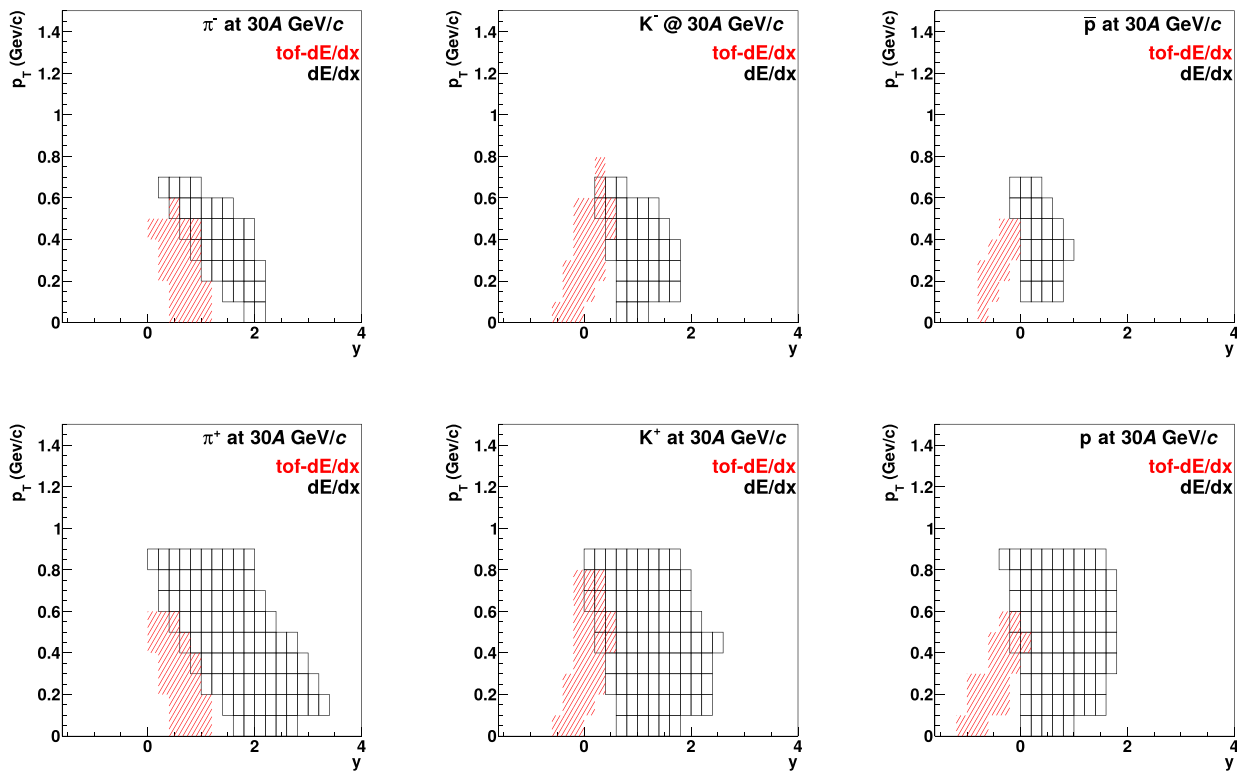 π⁻ at 30A GeV/c
tof-dE/dx
dE/dx
p_T (Gev/c)
1.4
1.2
1
0.8
0.6
0.4
0.2
0
0 2 4
y
K⁻ @ 30A GeV/c
tof-dE/dx
dE/dx
p_T (Gev/c)
1.4
1.2
1
0.8
0.6
0.4
0.2
0
0 2 4
y
p̅ at 30A GeV/c
tof-dE/dx
dE/dx
p_T (Gev/c)
1.4
1.2
1
0.8
0.6
0.4
0.2
0
0 2 4
y
π⁺ at 30A GeV/c
tof-dE/dx
dE/dx
p_T (Gev/c)
1.4
1.2
1
0.8
0.6
0.4
0.2
0
0 2 4
y
K⁺ at 30A GeV/c
tof-dE/dx
dE/dx
p_T (Gev/c)
1.4
1.2
1
0.8
0.6
0.4
0.2
0
0 2 4
y
p at 30A GeV/c
tof-dE/dx
dE/dx
p_T (Gev/c)
1.4
1.2
1
0.8
0.6
0.4
0.2
0
0 2 4
y